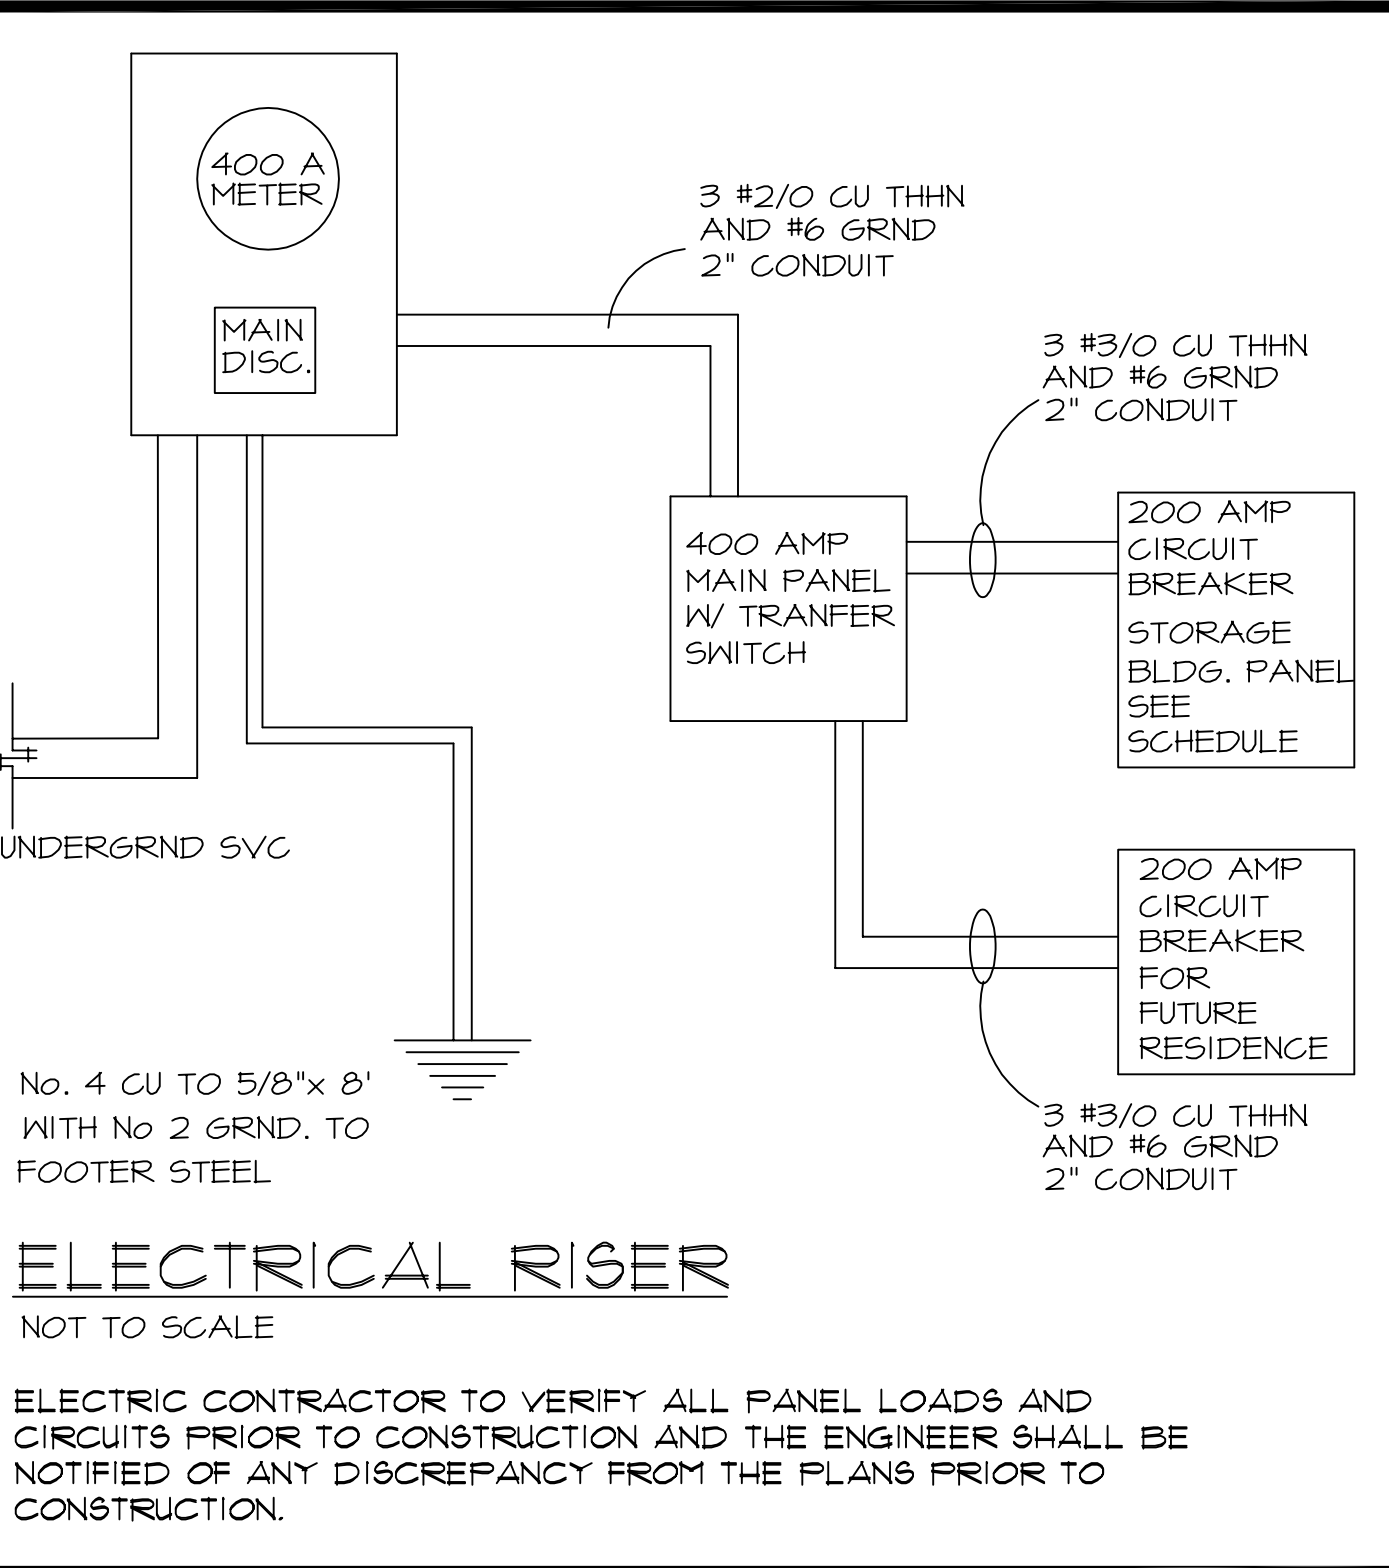 400 A
METER
MAIN
DISC.
3 #2/0 CU THHN
AND #6 GRND
2" CONDUIT
3 #3/0 CU THHN
AND #6 GRND
2" CONDUIT
400 AMP
MAIN PANEL
W/ TRANFER
SWITCH
200 AMP
CIRCUIT
BREAKER
STORAGE
BLDG. PANEL
SEE
SCHEDULE
UNDERGRND SVC
200 AMP
CIRCUIT
BREAKER
FOR
FUTURE
RESIDENCE
3 #3/0 CU THHN
AND #6 GRND
2" CONDUIT
No. 4 CU TO 5/8"x 8'
WITH No 2 GRND. TO
FOOTER STEEL
ELECTRICAL RISER
NOT TO SCALE
ELECTRIC CONTRACTOR TO VERIFY ALL PANEL LOADS AND
CIRCUITS PRIOR TO CONSTRUCTION AND THE ENGINEER SHALL BE
NOTIFIED OF ANY DISCREPANCY FROM THE PLANS PRIOR TO
CONSTRUCTION.